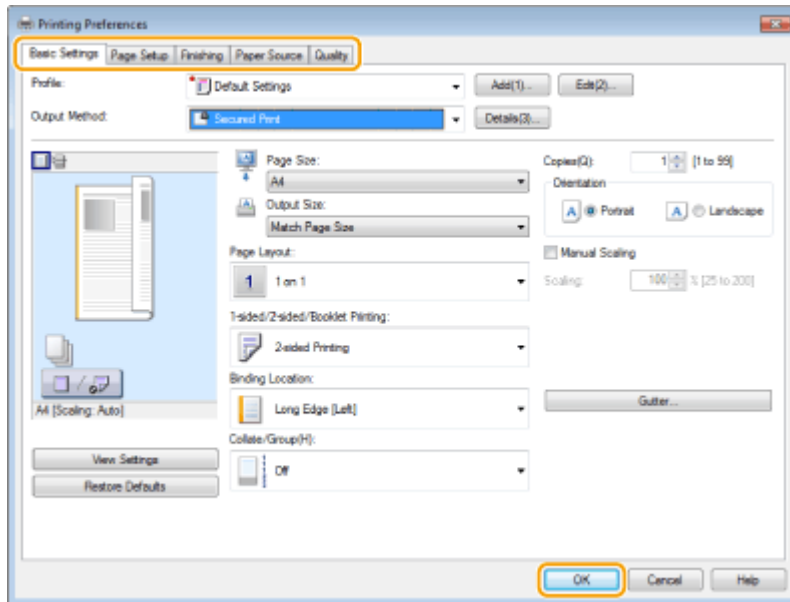 Printing Preferences
Basic Settings Page Setup Finishing Paper Source Quality
Profile: Default Settings Add(1)... Edit(2)...
Output Method: Secured Print Details(3)...
Page Size: Copies(Q): 1 [1 to 99]
A4 Orientation
Output Size: A Portrait A Landscape
Match Page Size
Page Layout: Manual Scaling
1 1 on 1 Scaling: 100 % [25 to 200]
1-sided/2-sided/Booklet Printing:
2-sided Printing
Binding Location:
A4 [Scaling: Auto] Long Edge [Left] Gutter...
Collate/Group(H):
View Settings Off
Restore Defaults
OK Cancel Help